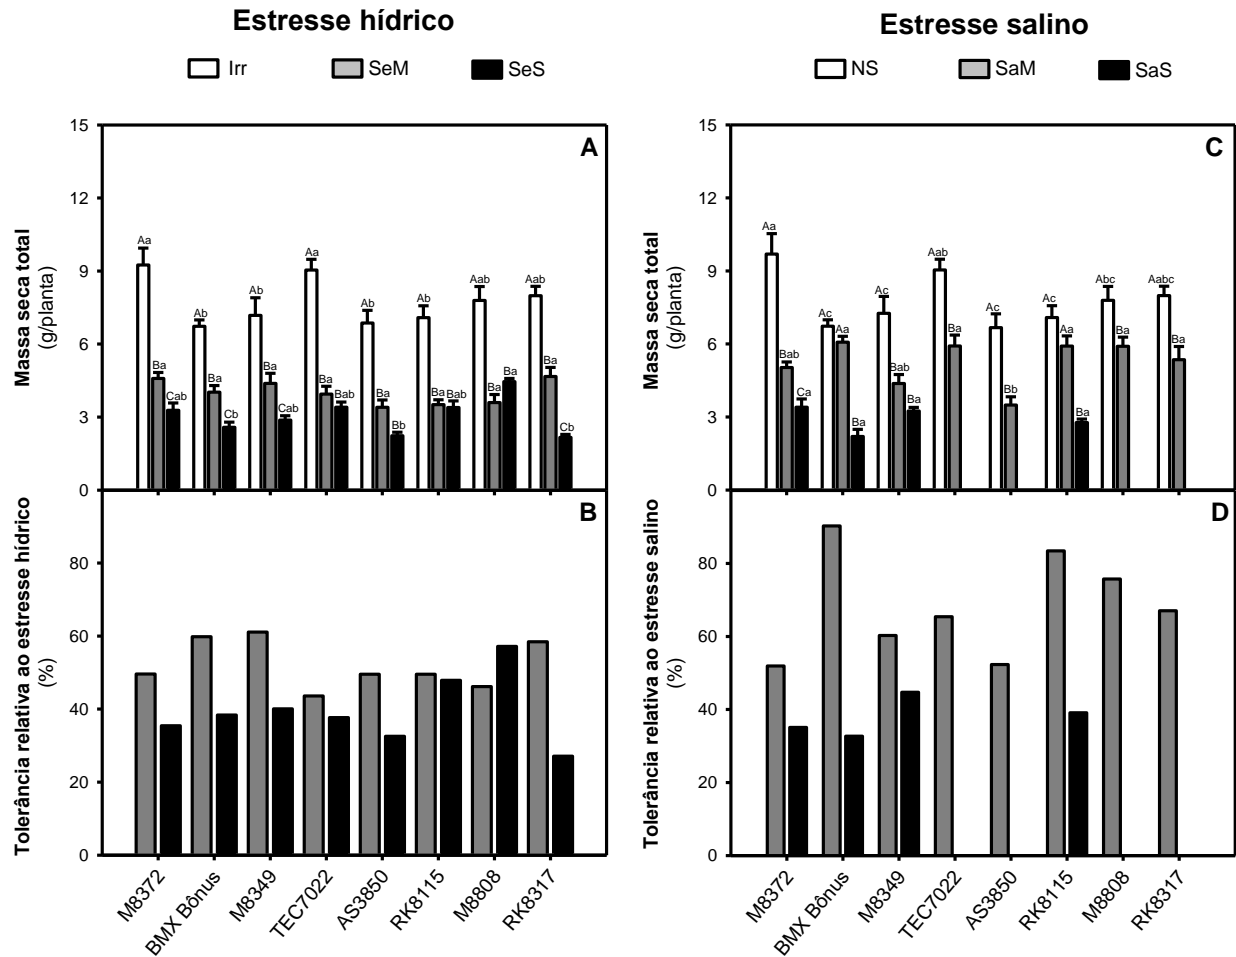 Estresse hídrico
Irr SeM SeS
A
Massa seca total
(g/planta)
15
12
9
6
3
0
Aa Ba Cab
Ab Ba Cb
Ab Ba Cab
Aa Ba Bab
Ab Ba Bb
Ab Ba Bab
Aab Ba Ba
Aab Ba Cb
B
Tolerância relativa ao estresse hídrico
(%)
80
60
40
20
0
M8372
BMX Bônus
M8349
TEC7022
AS3850
RK8115
M8808
RK8317
Estresse salino
NS SaM SaS
C
Massa seca total
(g/planta)
15
12
9
6
3
0
Aa Bab Ca
Ac Aa Ba
Ac Bab Ba
Aab Ba
Ac Bb
Ac Aa Ba
Abc Ba
Aabc Ba
D
Tolerância relativa ao estresse salino
(%)
80
60
40
20
0
M8372
BMX Bônus
M8349
TEC7022
AS3850
RK8115
M8808
RK8317